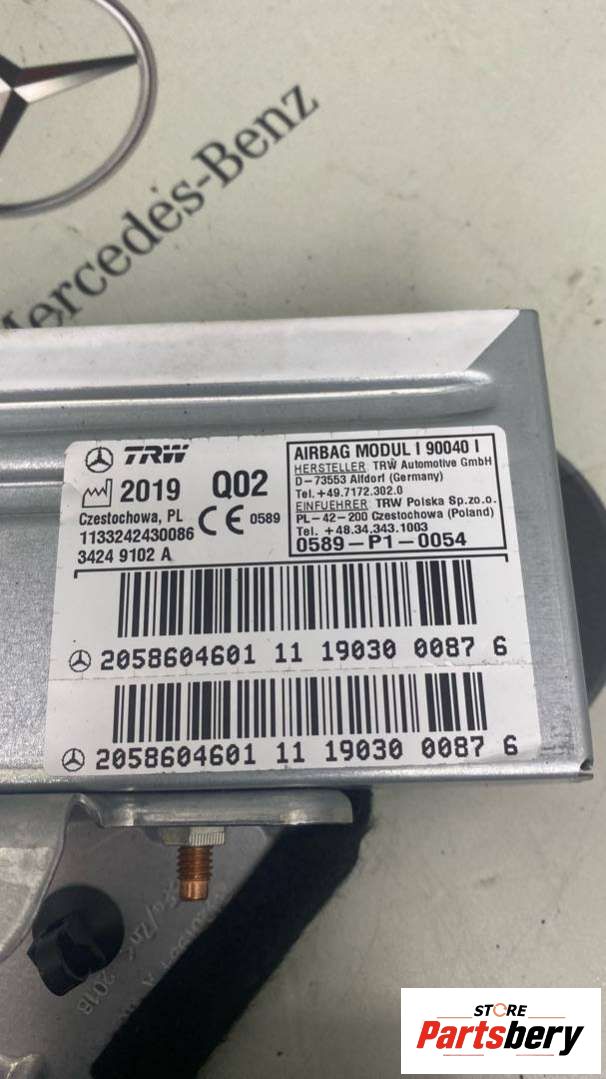 Mercedes-Benz
TRW
2019 Q02
Czestochowa, PL
CE 0589
1133242430086
3424 9102 A
AIRBAG MODUL I 90040 I
HERSTELLER TRW Automotive GmbH
D-73553 Alfdorf (Germany)
Tel.+49.7172.302.0
EINFUEHRER TRW Polska Sp.zo.o.
PL-42-200 Czestochowa (Poland)
Tel. +48.34.343.1003
0589-P1-0054
2058604601 11 19030 0087 6
2058604601 11 19030 0087 6
2018
STORE
Partsbery